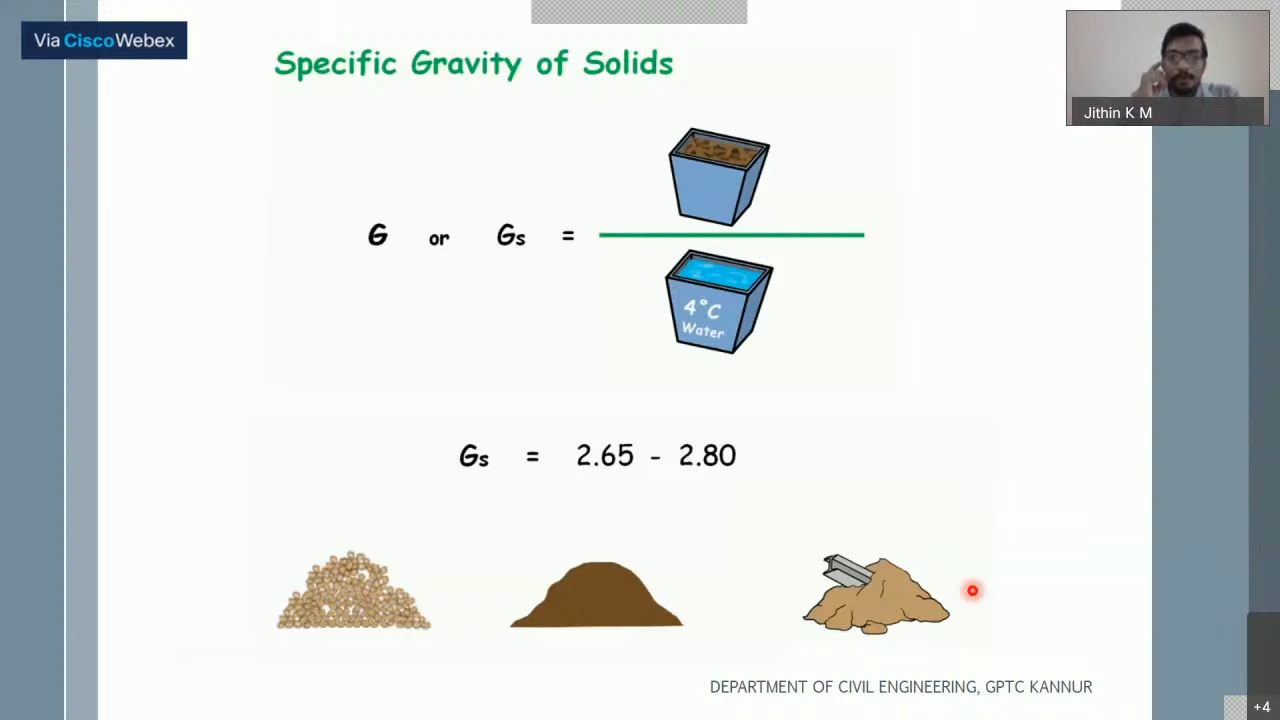 Via CiscoWebex
Specific Gravity of Solids
Jithin K M
G or Gs =
4°C
Water
Gs = 2.65 - 2.80
DEPARTMENT OF CIVIL ENGINEERING, GPTC KANNUR
+4